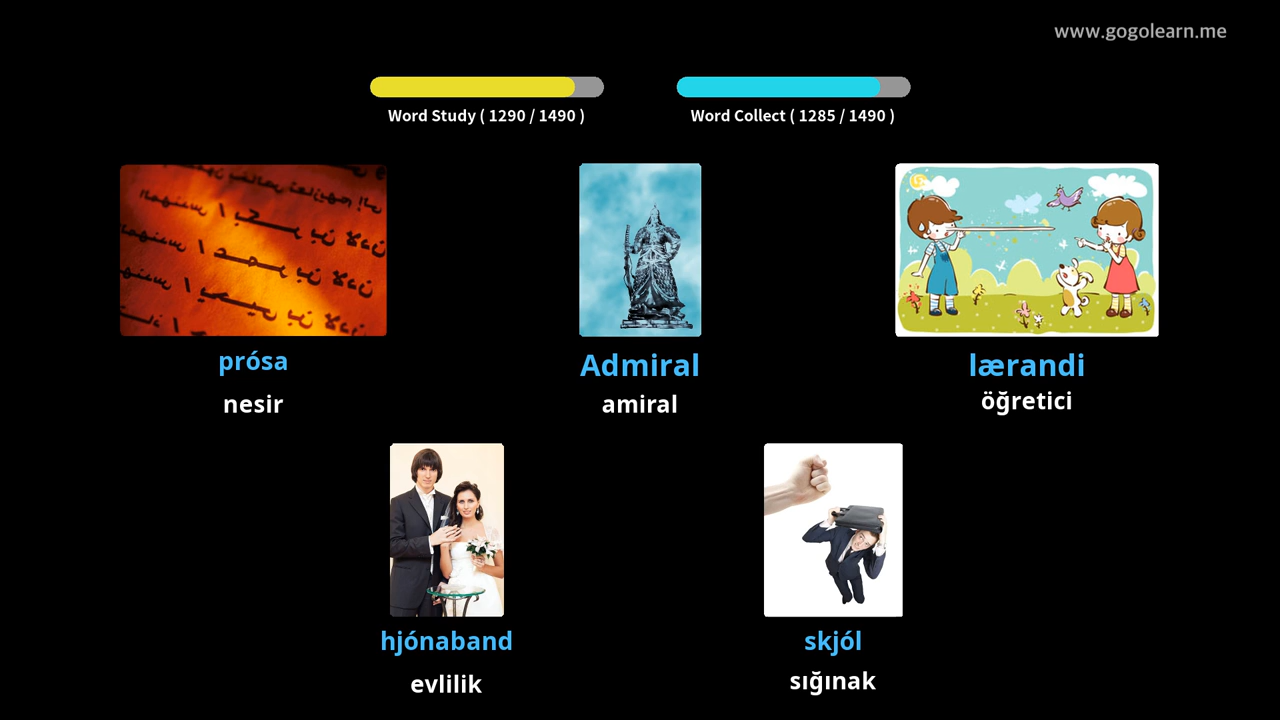 www.gogolearn.me
Word Study ( 1290 / 1490 )
Word Collect ( 1285 / 1490 )
prósa
nesir
Admiral
amiral
lærandi
öğretici
hjónaband
evlilik
skjól
sığınak